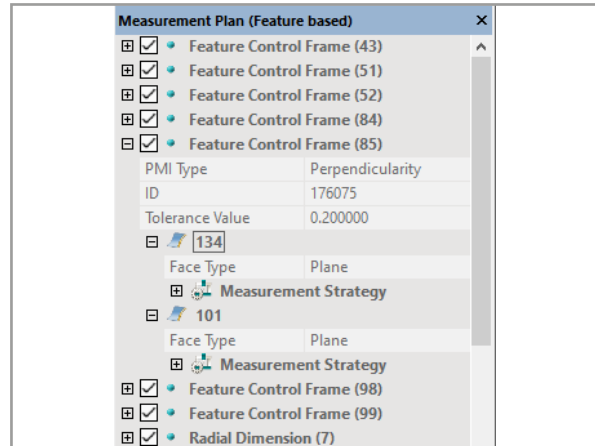 Measurement Plan (Feature based)
Feature Control Frame (43)
Feature Control Frame (51)
Feature Control Frame (52)
Feature Control Frame (84)
Feature Control Frame (85)
PMI Type Perpendicularity
ID 176075
Tolerance Value 0.200000
134
Face Type Plane
Measurement Strategy
101
Face Type Plane
Measurement Strategy
Feature Control Frame (98)
Feature Control Frame (99)
Radial Dimension (7)